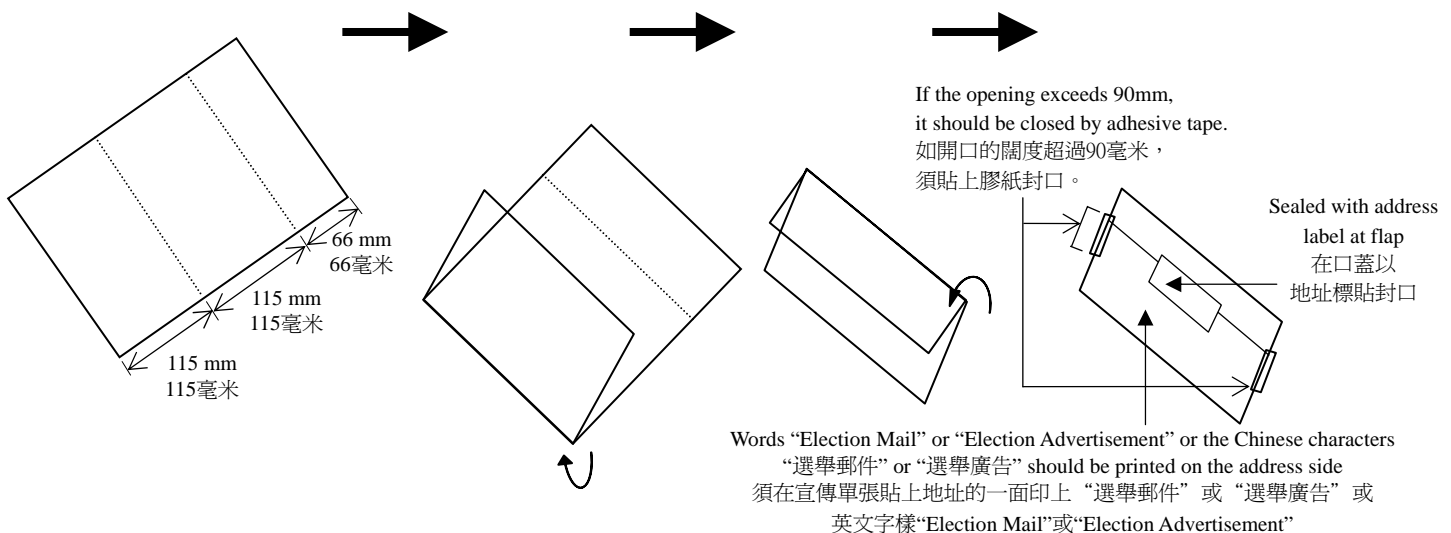 If the opening exceeds 90mm,
it should be closed by adhesive tape.
如開口的闊度超過90毫米，
須貼上膠紙封口。
Sealed with address
label at flap
在口蓋以
地址標貼封口
66 mm
66毫米
115 mm
115毫米
115 mm
115毫米
Words “Election Mail” or “Election Advertisement” or the Chinese characters
“選舉郵件” or “選舉廣告” should be printed on the address side
須在宣傳單張貼上地址的一面印上“選舉郵件”或“選舉廣告”或
英文字樣“Election Mail”或“Election Advertisement”